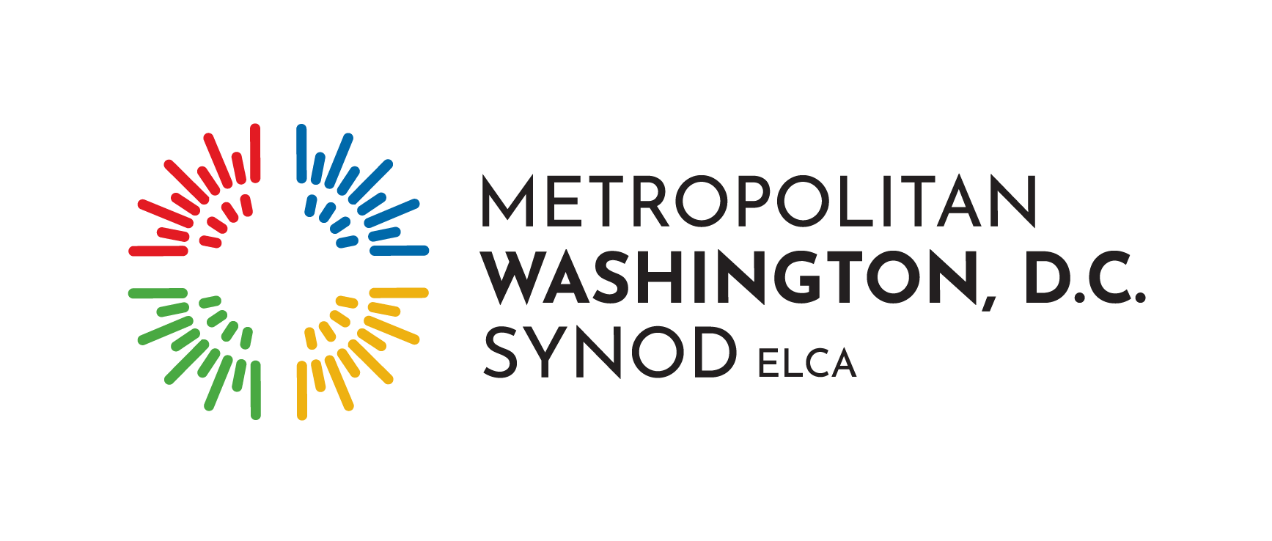 METROPOLITAN
WASHINGTON, D.C.
SYNOD ELCA